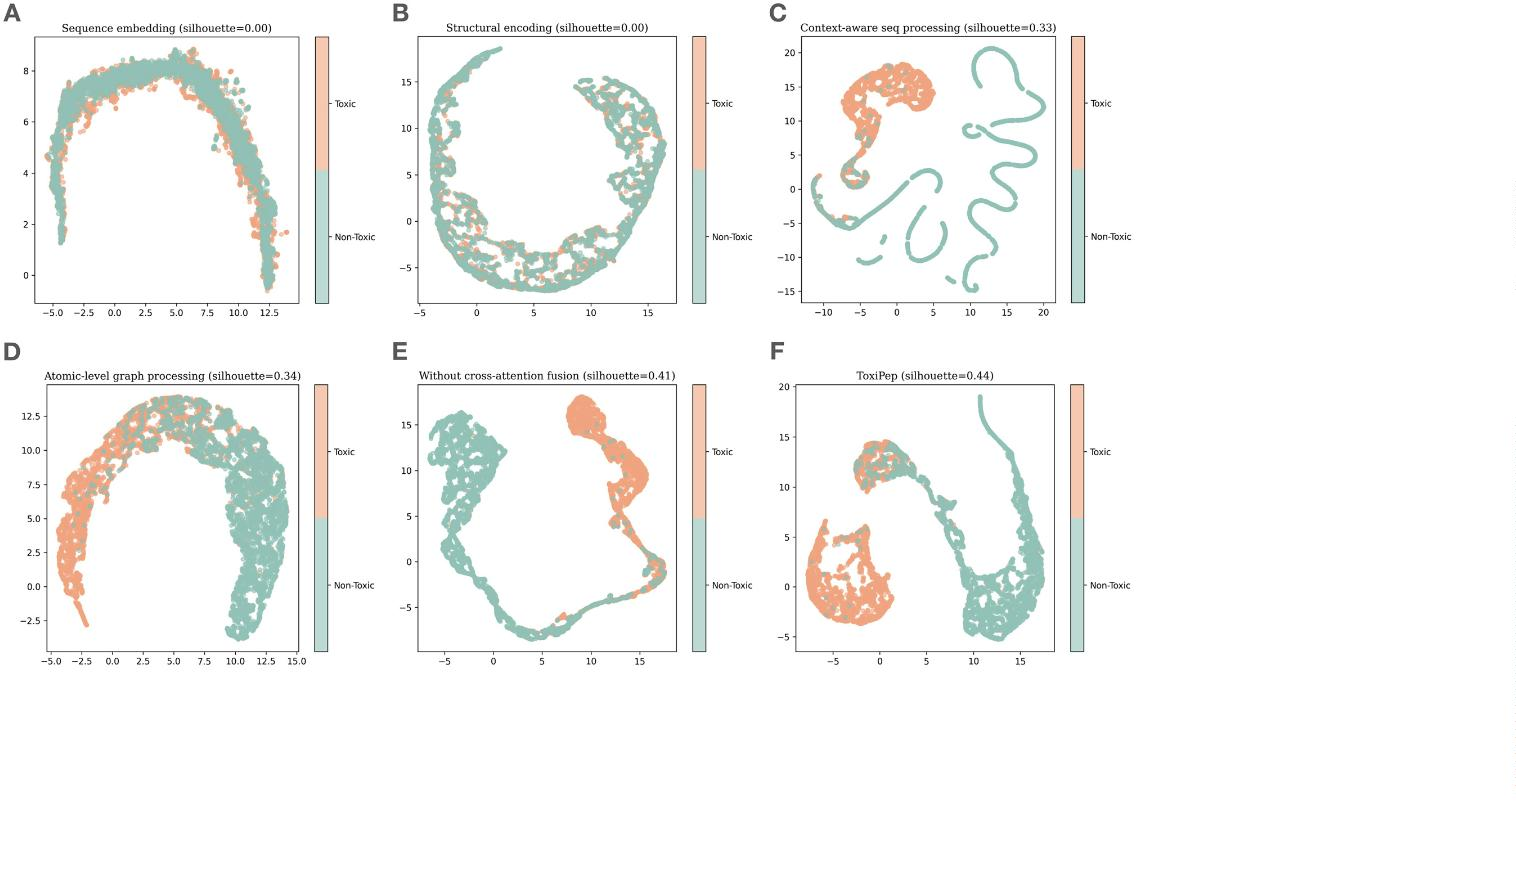 A
Sequence embedding (silhouette=0.00)
8
6
4
2
0
−5.0 −2.5 0.0 2.5 5.0 7.5 10.0 12.5
Toxic
Non-Toxic
B
Structural encoding (silhouette=0.00)
15
10
5
0
−5
−5 0 5 10 15
Toxic
Non-Toxic
C
Context-aware seq processing (silhouette=0.33)
20
15
10
5
0
−5
−10
−15
−10 −5 0 5 10 15 20
Toxic
Non-Toxic
D
Atomic-level graph processing (silhouette=0.34)
12.5
10.0
7.5
5.0
2.5
0.0
−2.5
−5.0 −2.5 0.0 2.5 5.0 7.5 10.0 12.5 15.0
Toxic
Non-Toxic
E
Without cross-attention fusion (silhouette=0.41)
15
10
5
0
−5
−5 0 5 10 15
Toxic
Non-Toxic
F
ToxiPep (silhouette=0.44)
20
15
10
5
0
−5
−5 0 5 10 15
Toxic
Non-Toxic